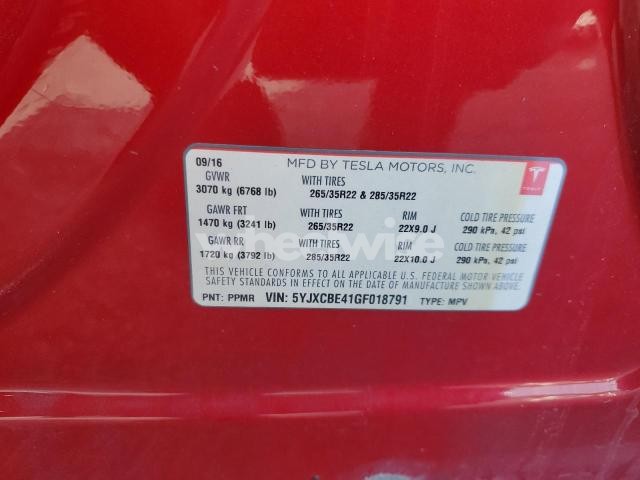 09/16 MFD BY TESLA MOTORS, INC.
GVWR WITH TIRES
3070 kg (6768 lb) 265/35R22 & 285/35R22
GAWR FRT WITH TIRES RIM COLD TIRE PRESSURE
1470 kg (3241 lb) 265/35R22 22X9.0 J 290 kPa, 42 psi
GAWR RR WITH TIRES RIM COLD TIRE PRESSURE
1720 kg (3792 lb) 285/35R22 22X10.0 J 290 kPa, 42 psi
THIS VEHICLE CONFORMS TO ALL APPLICABLE U.S. FEDERAL MOTOR VEHICLE
SAFETY STANDARDS IN EFFECT ON THE DATE OF MANUFACTURE SHOWN ABOVE.
PNT: PPMR VIN: 5YJXCBE41GF018791 TYPE: MPV
TESLA